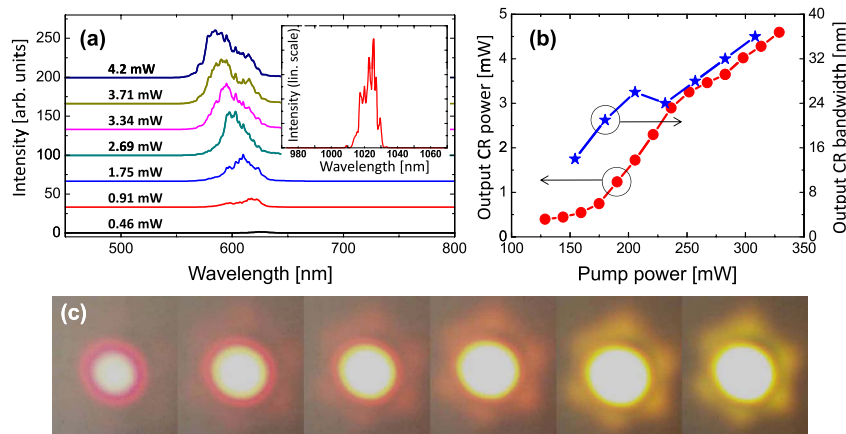 (a)
250
200
150
100
50
0
Intensity [arb. units]
4.2 mW
3.71 mW
3.34 mW
2.69 mW
1.75 mW
0.91 mW
0.46 mW
500 600 700 800
Wavelength [nm]
Intensity (lin. scale)
980 1000 1020 1040 1060
Wavelength [nm]
(b)
5
4
3
2
1
0
Output CR power [mW]
40
32
24
16
8
0
Output CR bandwidth [nm]
100 150 200 250 300 350
Pump power [mW]
(c)